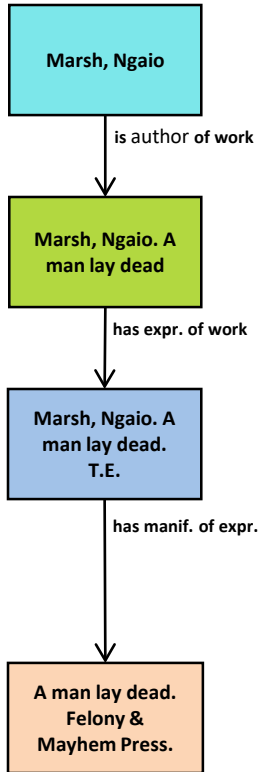 Marsh, Ngaio
is author of work
Marsh, Ngaio. A
man lay dead
has expr. of work
Marsh, Ngaio. A
man lay dead.
T.E.
has manif. of expr.
A man lay dead.
Felony &
Mayhem Press.